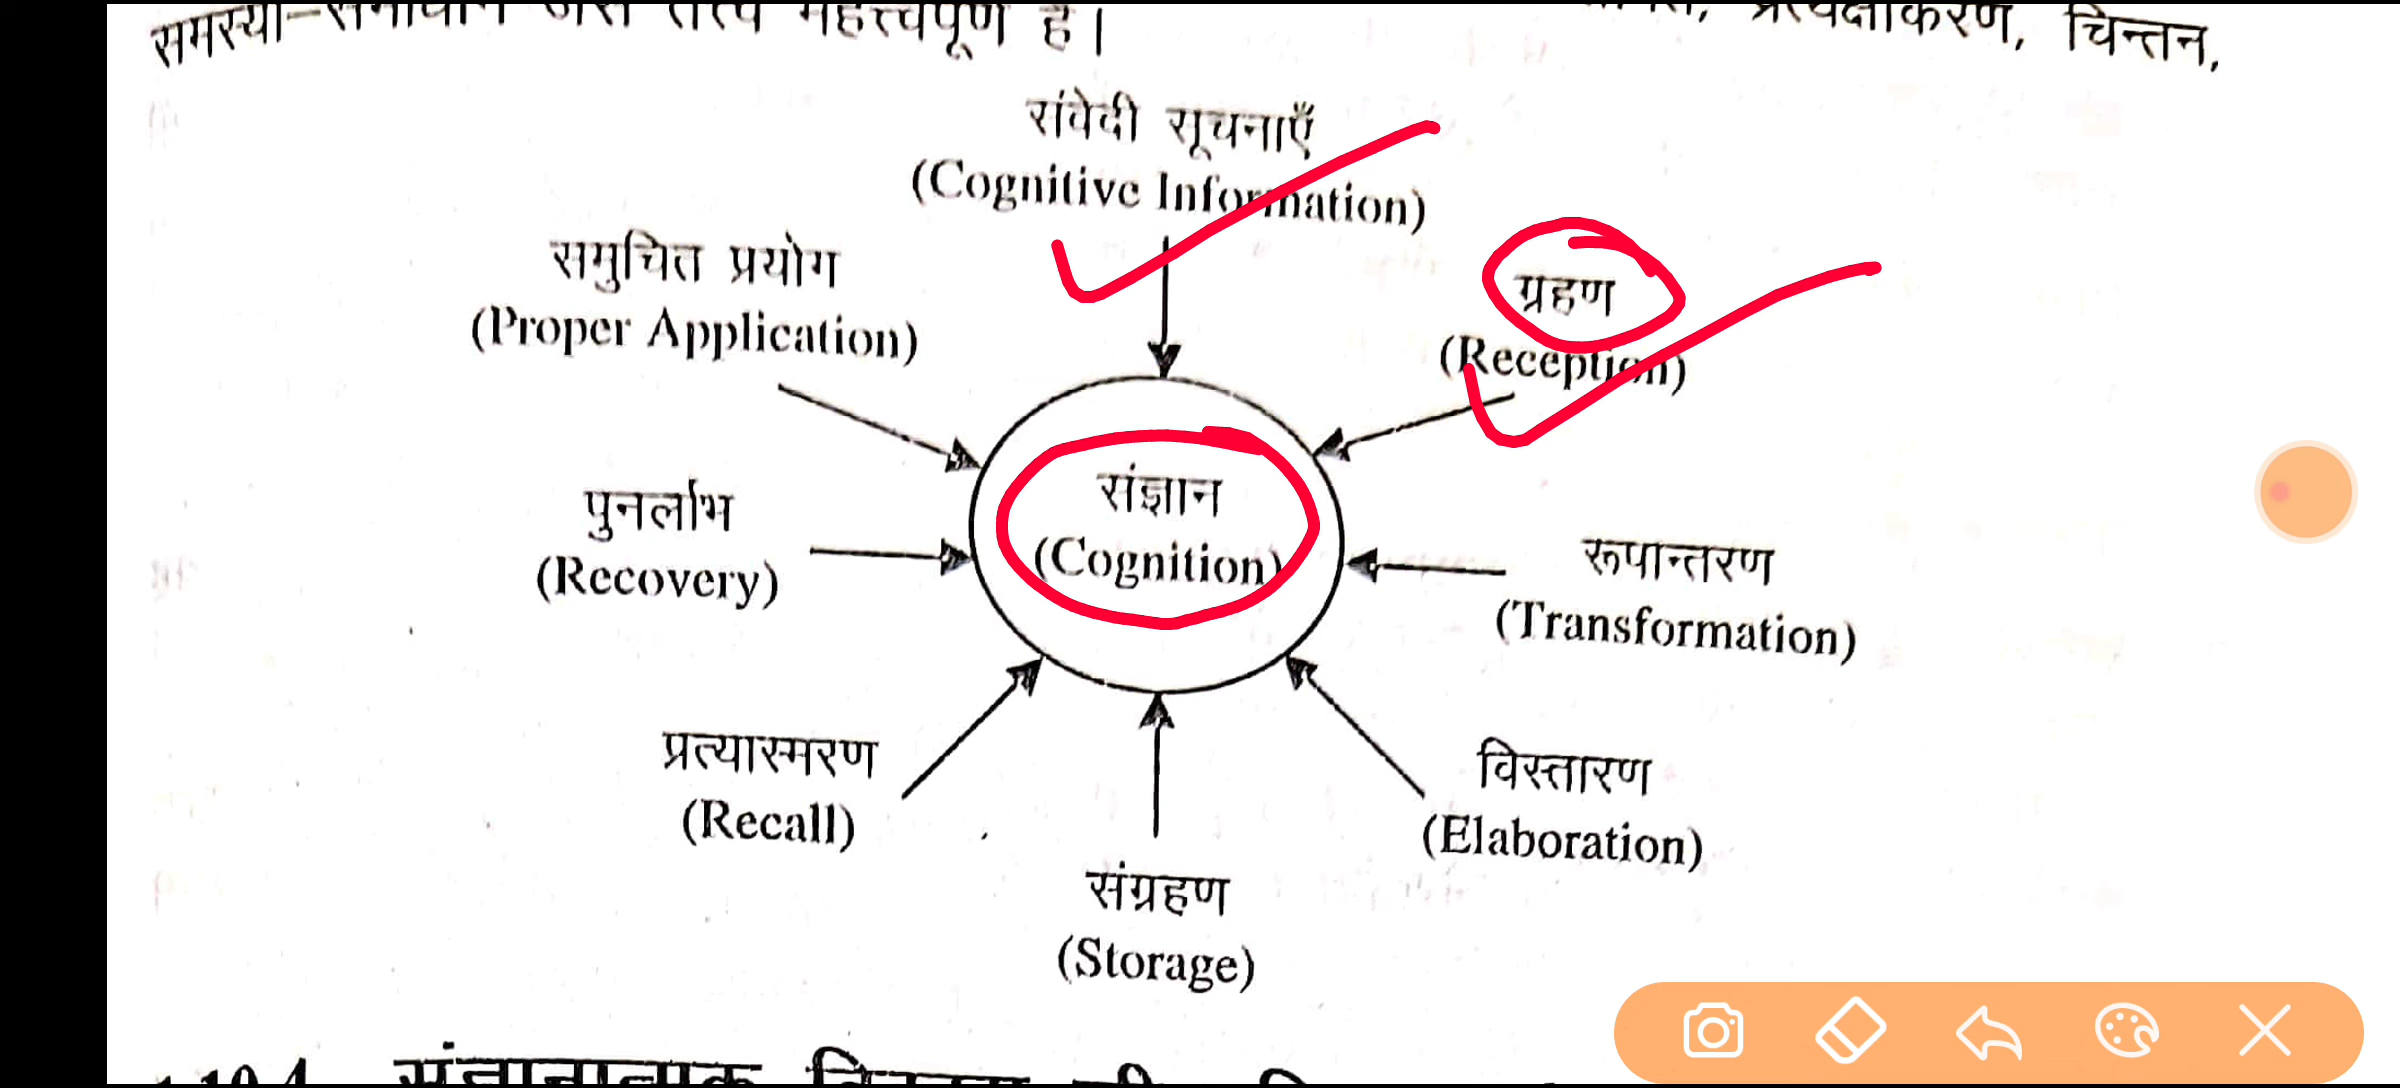 महत्त्वपूर्ण है।
चिन्तन,
संवेदी सूचनाएँ
(Cognitive Information)
समुचित प्रयोग
(Proper Application)
ग्रहण
(Reception)
पुनर्लाभ
(Recovery)
संज्ञान
(Cognition)
रूपान्तरण
(Transformation)
प्रत्यास्मरण
(Recall)
विस्तारण
(Elaboration)
संग्रहण
(Storage)